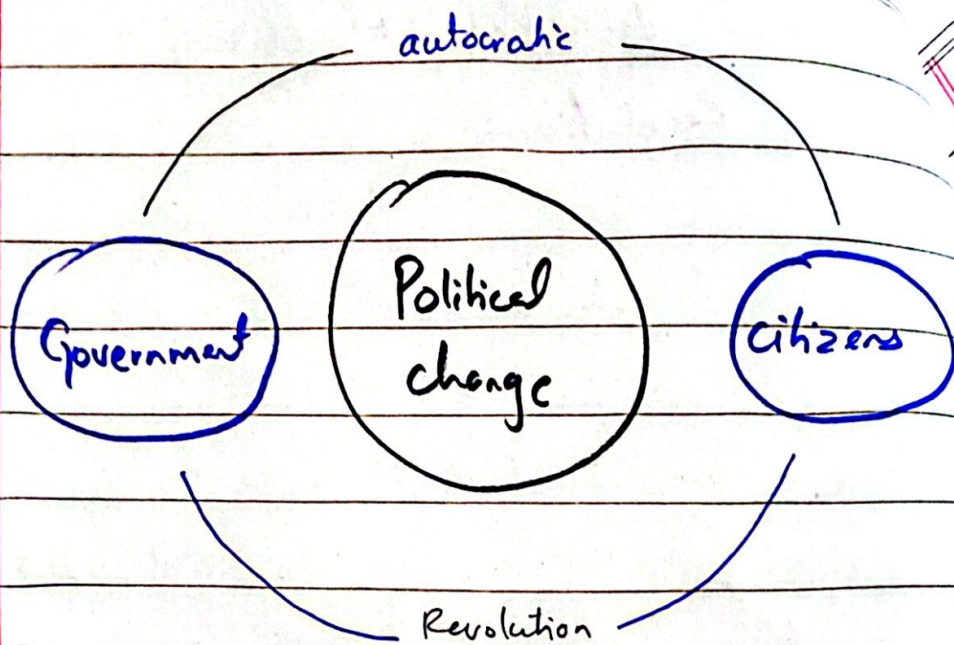 autocratic
Political
change
Government
citizens
Revolution